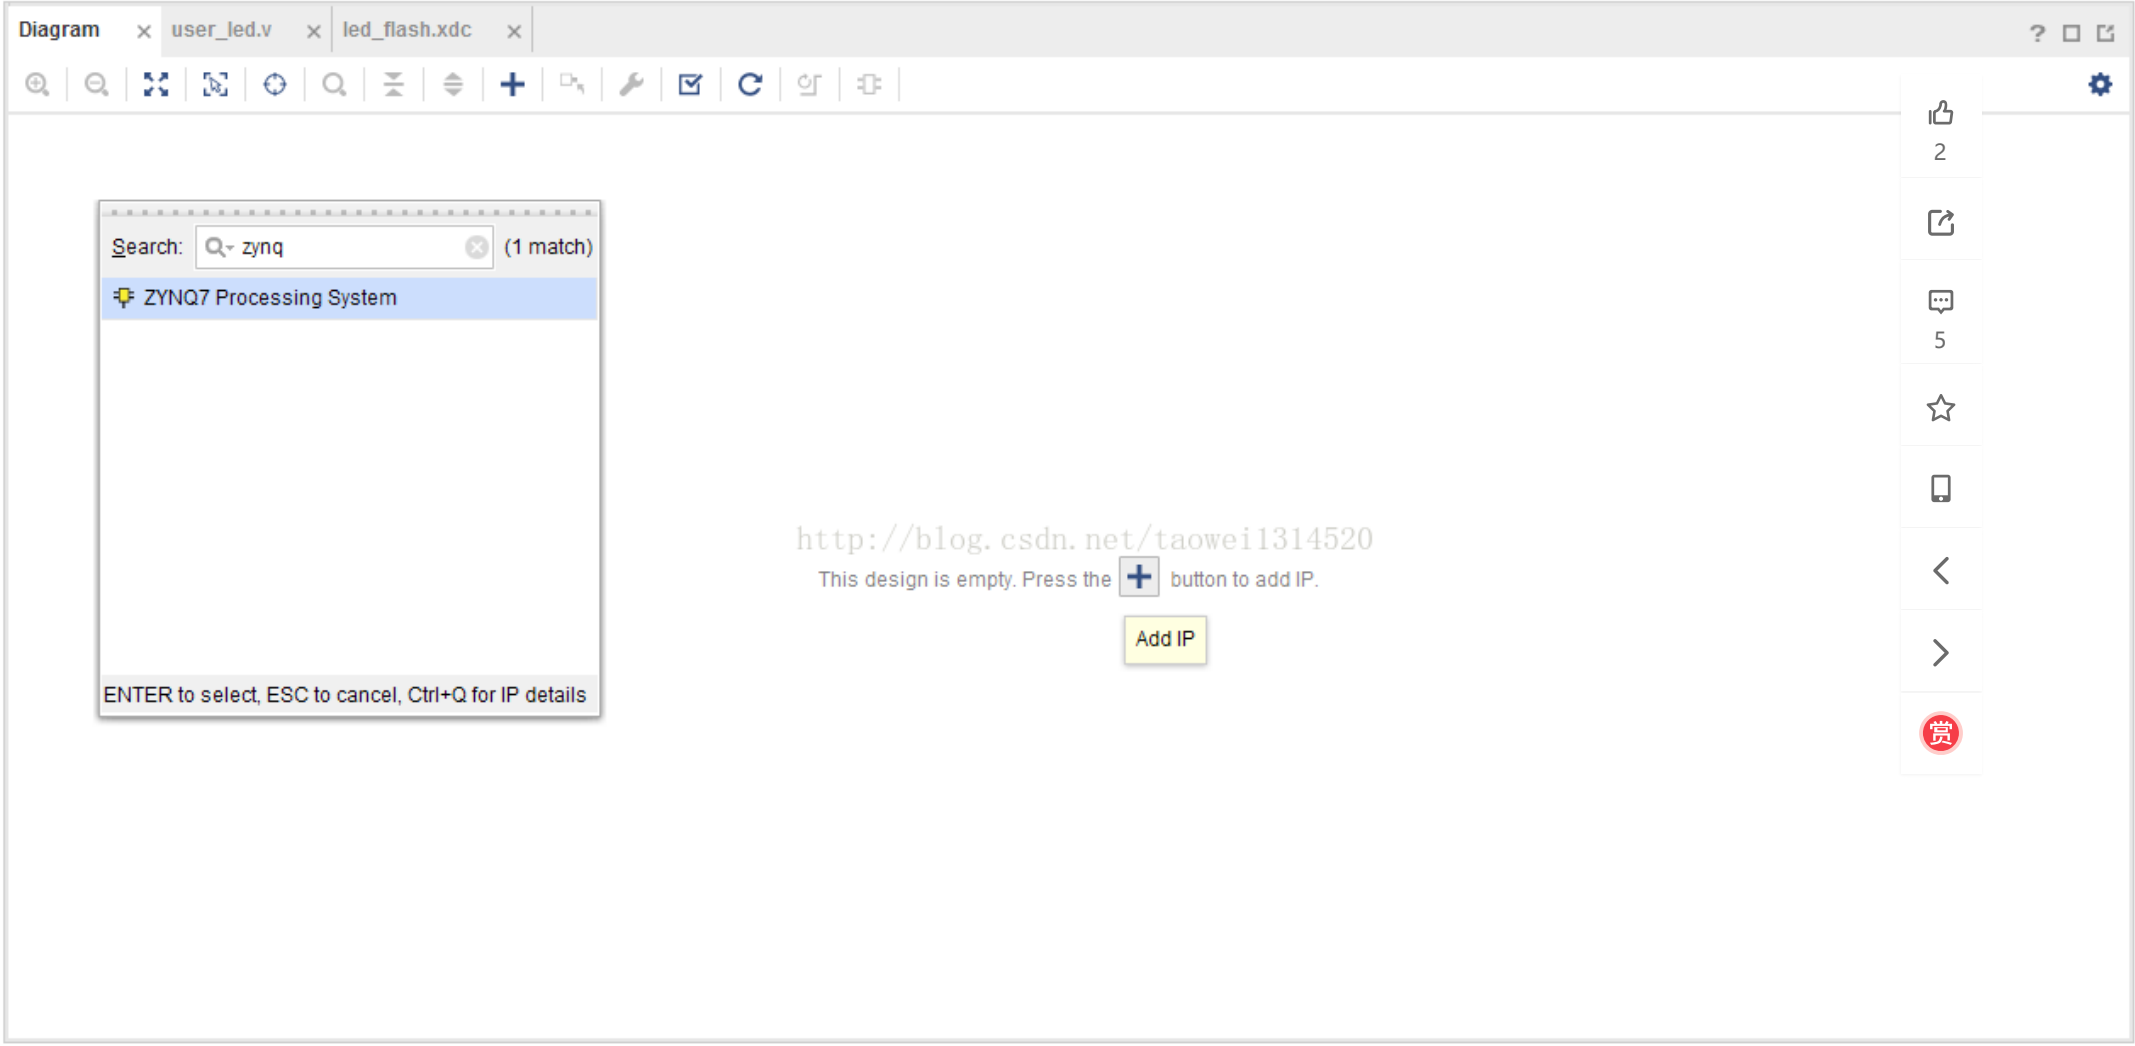 Diagram user_led.v led_flash.xdc
Search: zynq (1 match)
ZYNQ7 Processing System
ENTER to select, ESC to cancel, Ctrl+Q for IP details
http://blog.csdn.net/taowei1314520
This design is empty. Press the button to add IP.
Add IP
2
5
赏